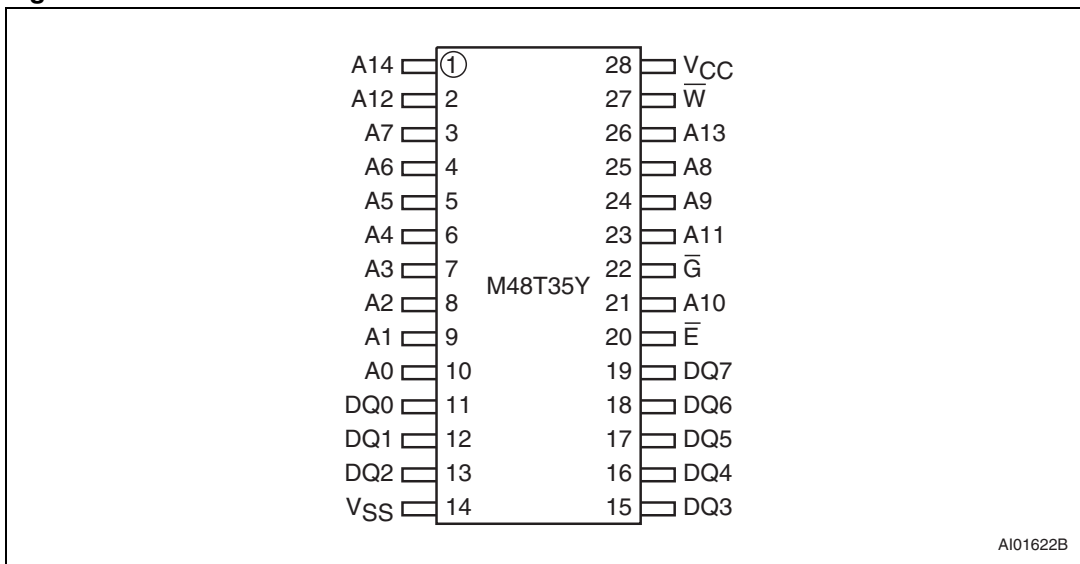 A14 1 28 VCC
A12 2 27 W̅
A7 3 26 A13
A6 4 25 A8
A5 5 24 A9
A4 6 23 A11
A3 7 22 G̅
M48T35Y
A2 8 21 A10
A1 9 20 E̅
A0 10 19 DQ7
DQ0 11 18 DQ6
DQ1 12 17 DQ5
DQ2 13 16 DQ4
VSS 14 15 DQ3
AI01622B